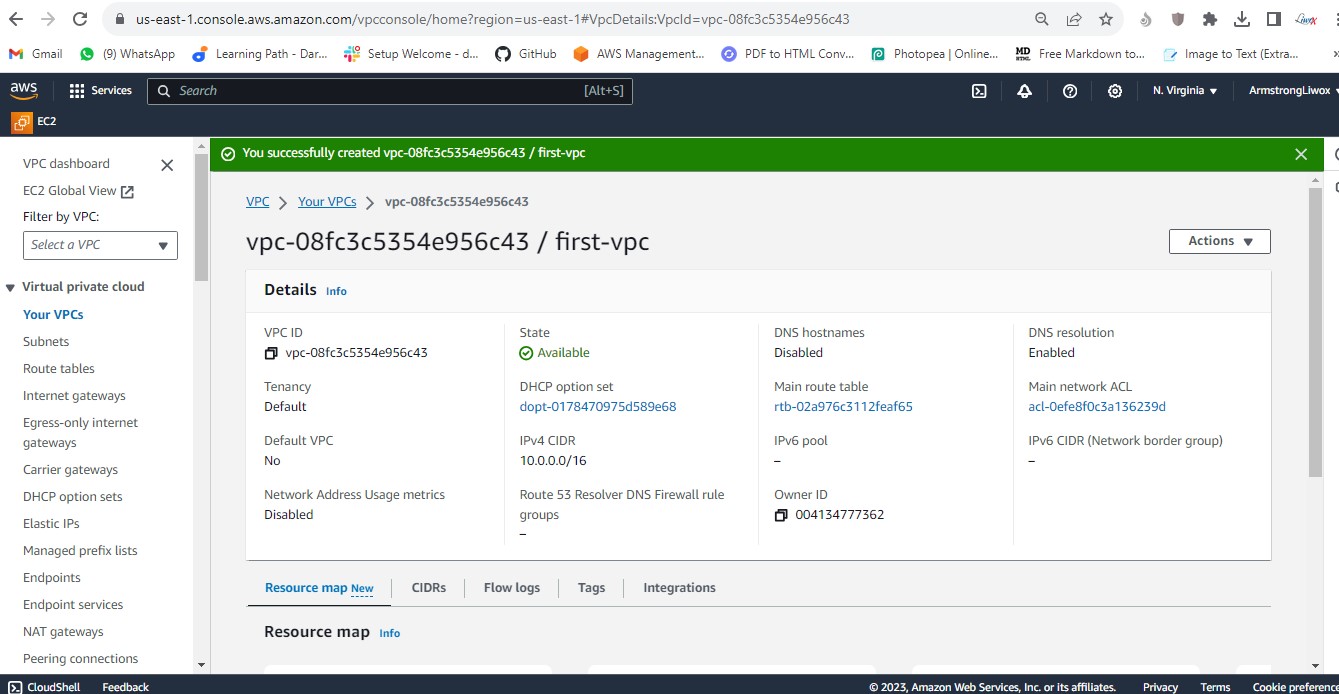 us-east-1.console.aws.amazon.com/vpcconsole/home?region=us-east-1#VpcDetails:VpcId=vpc-08fc3c5354e956c43
Gmail
(9) WhatsApp
Learning Path - Dar...
Setup Welcome - d...
GitHub
AWS Management...
PDF to HTML Conv...
Photopea | Online...
MD
Free Markdown to...
Image to Text (Extra...
aws
Services
Search
[Alt+S]
N. Virginia
ArmstrongLiwox
EC2
VPC dashboard
EC2 Global View
Filter by VPC:
Select a VPC
Virtual private cloud
Your VPCs
Subnets
Route tables
Internet gateways
Egress-only internet
gateways
Carrier gateways
DHCP option sets
Elastic IPs
Managed prefix lists
Endpoints
Endpoint services
NAT gateways
Peering connections
You successfully created vpc-08fc3c5354e956c43 / first-vpc
VPC
Your VPCs
vpc-08fc3c5354e956c43
vpc-08fc3c5354e956c43 / first-vpc
Actions
Details Info
VPC ID
vpc-08fc3c5354e956c43
State
Available
DNS hostnames
Disabled
DNS resolution
Enabled
Tenancy
Default
DHCP option set
dopt-0178470975d589e68
Main route table
rtb-02a976c3112feaf65
Main network ACL
acl-0efe8f0c3a136239d
Default VPC
No
IPv4 CIDR
10.0.0.0/16
IPv6 pool
–
IPv6 CIDR (Network border group)
–
Network Address Usage metrics
Disabled
Route 53 Resolver DNS Firewall rule
groups
–
Owner ID
004134777362
Resource map New
CIDRs
Flow logs
Tags
Integrations
Resource map Info
CloudShell
Feedback
© 2023, Amazon Web Services, Inc. or its affiliates.
Privacy
Terms
Cookie preference